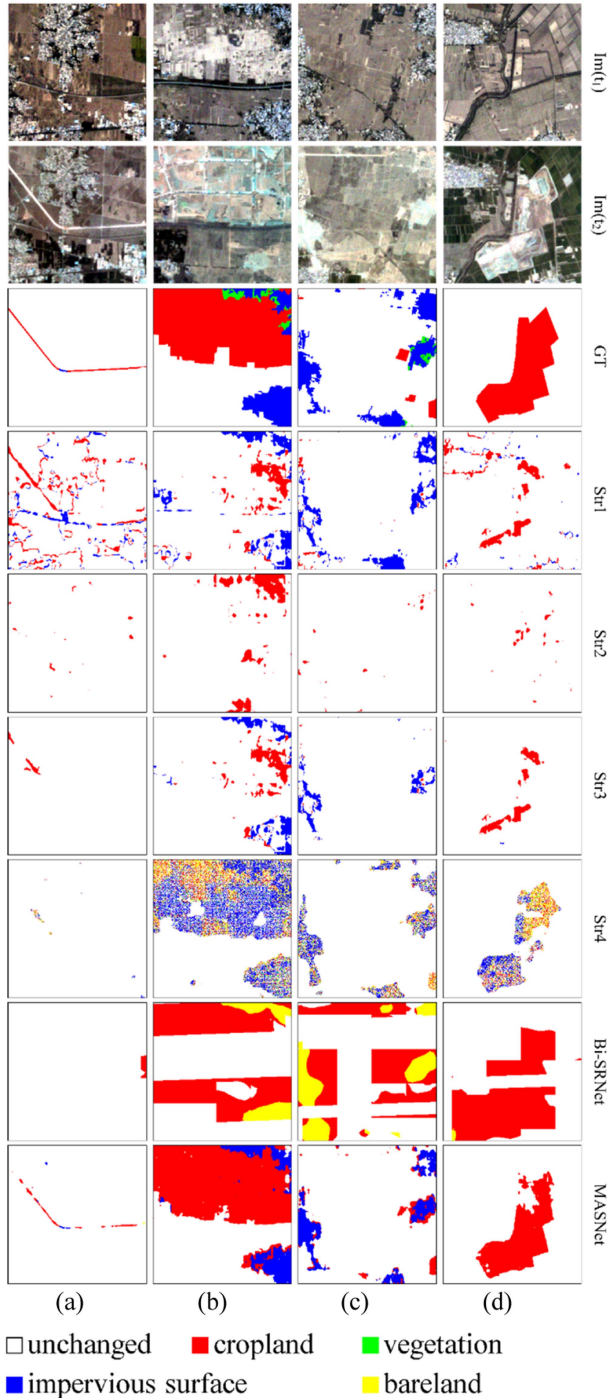 Im(t₁)
Im(t₂)
GT
Str1
Str2
Str3
Str4
Bi-SRNet
MASNet
(a) (b) (c) (d)
unchanged cropland vegetation
impervious surface bareland